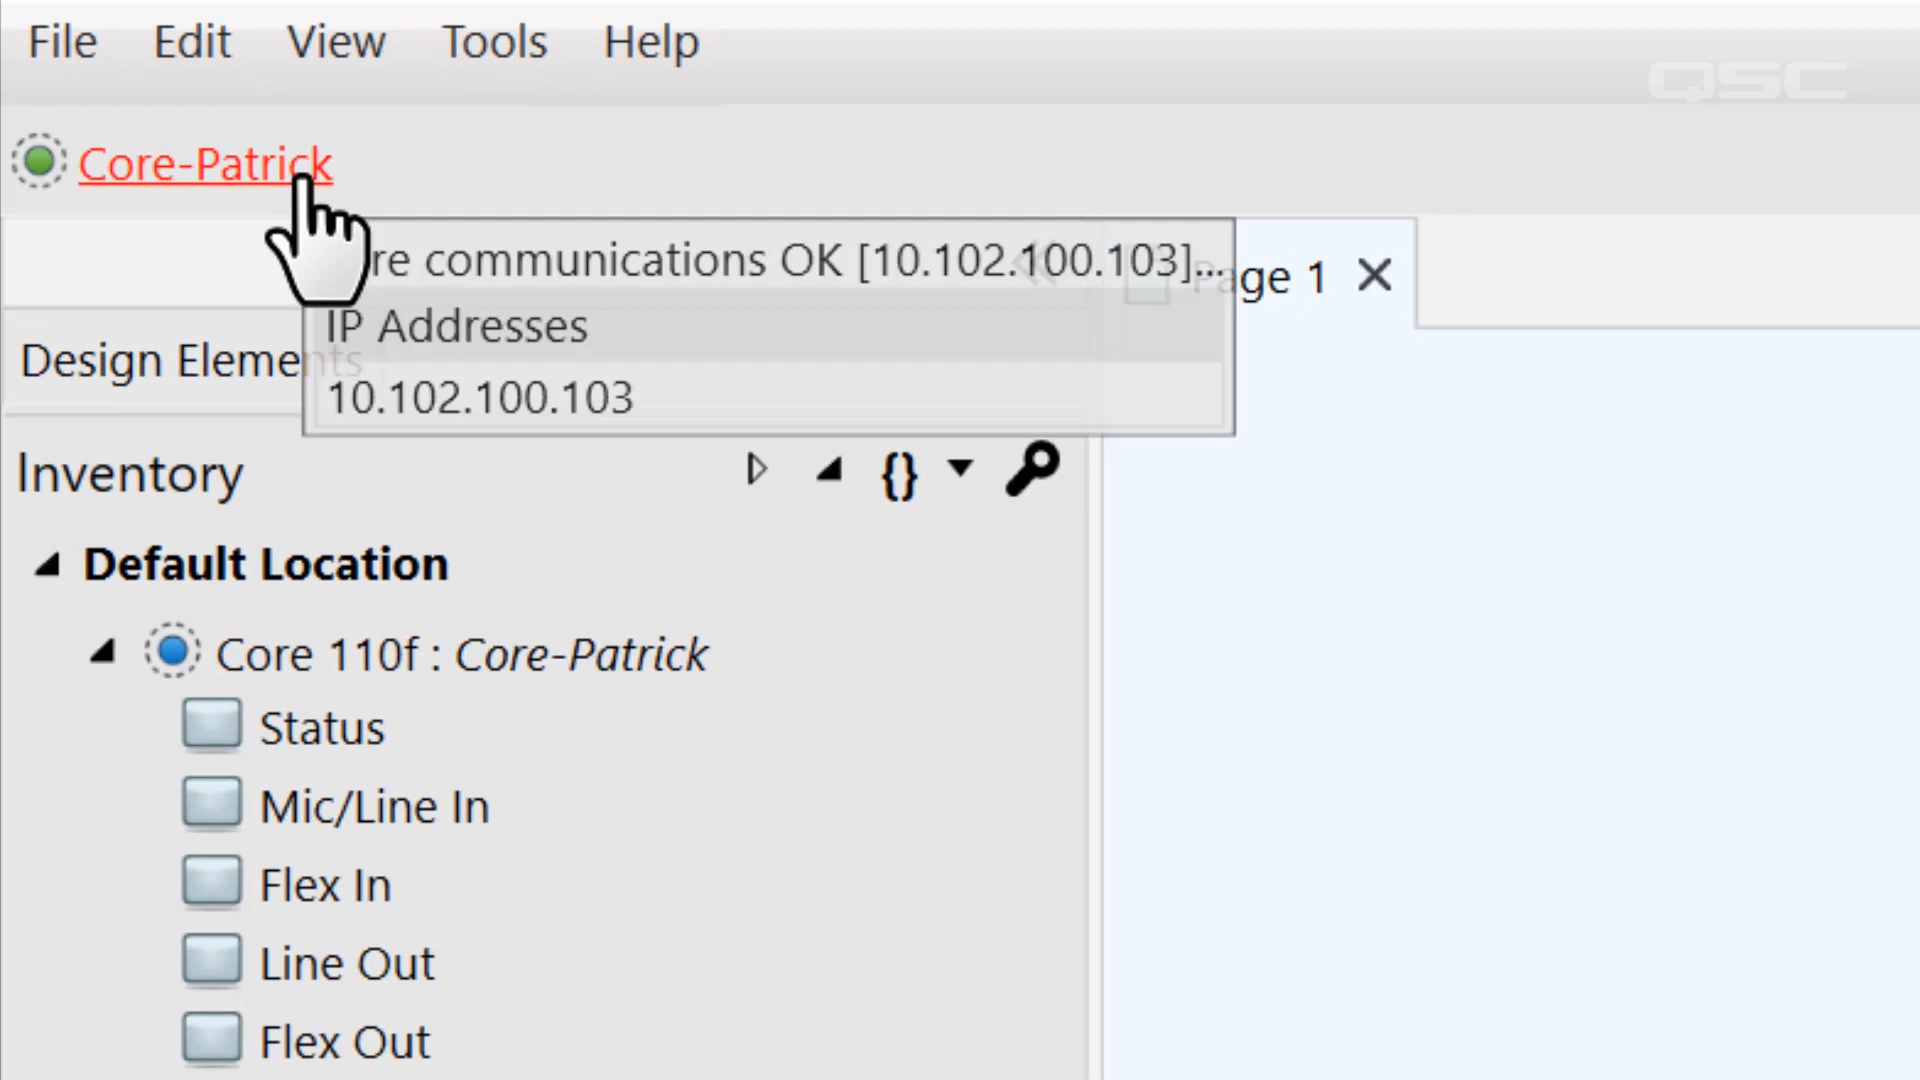 File Edit View Tools Help
QSC
Core-Patrick
re communications OK [10.102.100.103]...
Page 1
IP Addresses
Design Elements
10.102.100.103
Inventory
{}
Default Location
Core 110f : Core-Patrick
Status
Mic/Line In
Flex In
Line Out
Flex Out